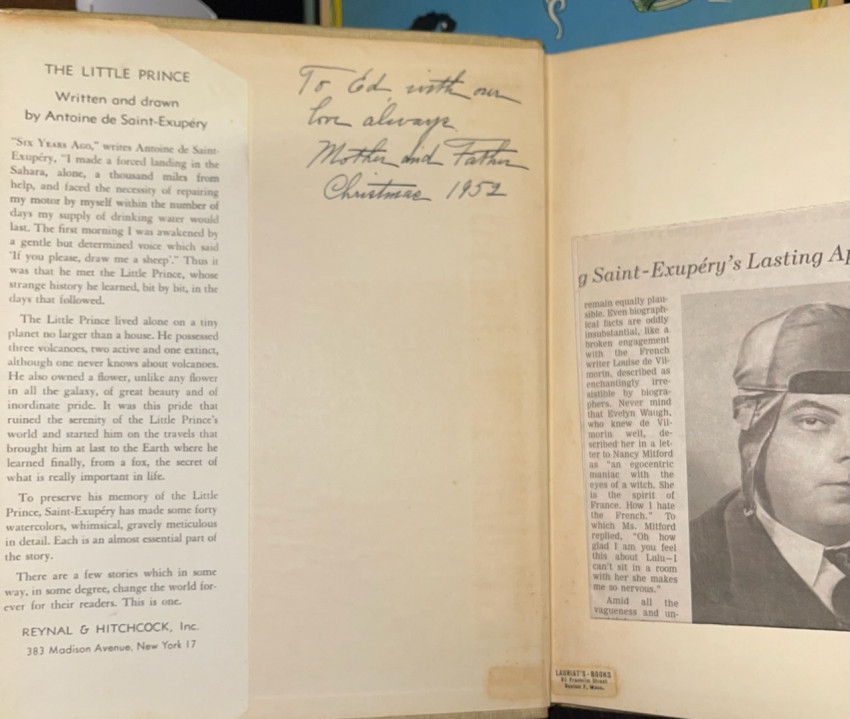 THE LITTLE PRINCE
Written and drawn
by Antoine de Saint-Exupéry
"Six Years Ago," writes Antoine de Saint-
Exupéry, "I made a forced landing in the
Sahara, alone, a thousand miles from
help, and faced the necessity of repairing
my motor by myself within the number of
days my supply of drinking water would
last. The first morning I was awakened by
a gentle but determined voice which said
'If you please, draw me a sheep'." Thus it
was that he met the Little Prince, whose
strange history he learned, bit by bit, in the
days that followed.
The Little Prince lived alone on a tiny
planet no larger than a house. He possessed
three volcanoes, two active and one extinct,
although one never knows about volcanoes.
He also owned a flower, unlike any flower
in all the galaxy, of great beauty and of
inordinate pride. It was this pride that
ruined the serenity of the Little Prince's
world and started him on the travels that
brought him at last to the Earth where he
learned finally, from a fox, the secret of
what is really important in life.
To preserve his memory of the Little
Prince, Saint-Exupéry has made some forty
watercolors, whimsical, gravely meticulous
in detail. Each is an almost essential part of
the story.
There are a few stories which in some
way, in some degree, change the world for-
ever for their readers. This is one.
REYNAL & HITCHCOCK, Inc.
383 Madison Avenue, New York 17
To Ed with our
love always
Mother and Father
Christmas 1952
g Saint-Exupéry's Lasting Ap
remain equally plau-
sible. Even biograph-
ical facts are oddly
insubstantial, like a
broken engagement
with the French
writer Louise de Vil-
morin, described as
enchantingly irre-
sistible by biogra-
phers. Never mind
that Evelyn Waugh,
who knew de Vil-
morin well, de-
scribed her in a let-
ter to Nancy Mitford
as "an egocentric
maniac with the
eyes of a witch. She
is the spirit of
France. How I hate
the French." To
which Ms. Mitford
replied, "Oh how
glad I am you feel
this about Lulu—I
can't sit in a room
with her she makes
me so nervous."
Amid all the
vagueness and un-
LAURIAT'S - BOOKS
Franklin Street
Boston 7, Mass.